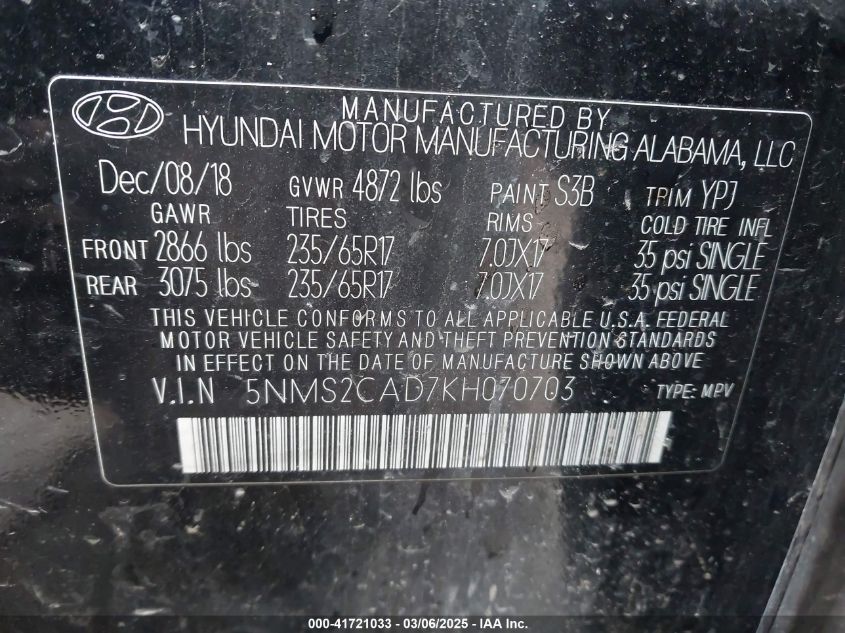 MANUFACTURED BY
HYUNDAI MOTOR MANUFACTURING ALABAMA, LLC
Dec/08/18 GVWR 4872 lbs PAINT S3B TRIM YPJ
GAWR TIRES RIMS COLD TIRE INFL
FRONT 2866 lbs 235/65R17 7.0JX17 35 psi SINGLE
REAR 3075 lbs 235/65R17 7.0JX17 35 psi SINGLE
THIS VEHICLE CONFORMS TO ALL APPLICABLE U.S.A. FEDERAL
MOTOR VEHICLE SAFETY AND THEFT PREVENTION STANDARDS
IN EFFECT ON THE DATE OF MANUFACTURE SHOWN ABOVE
V.I.N 5NMS2CAD7KH070703 TYPE: MPV
000-41721033 - 03/06/2025 - © IAA, Inc.